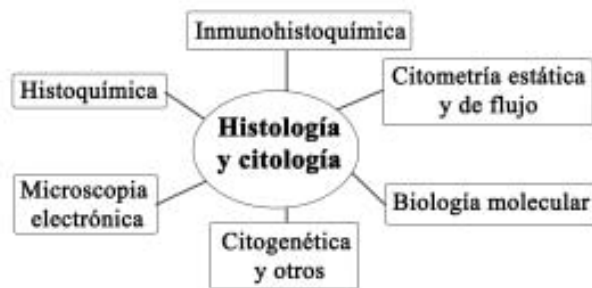 Inmunohistoquímica
Histoquímica
Citometría estática
y de flujo
Histología
y citología
Microscopia
electrónica
Biología molecular
Citogenética
y otros